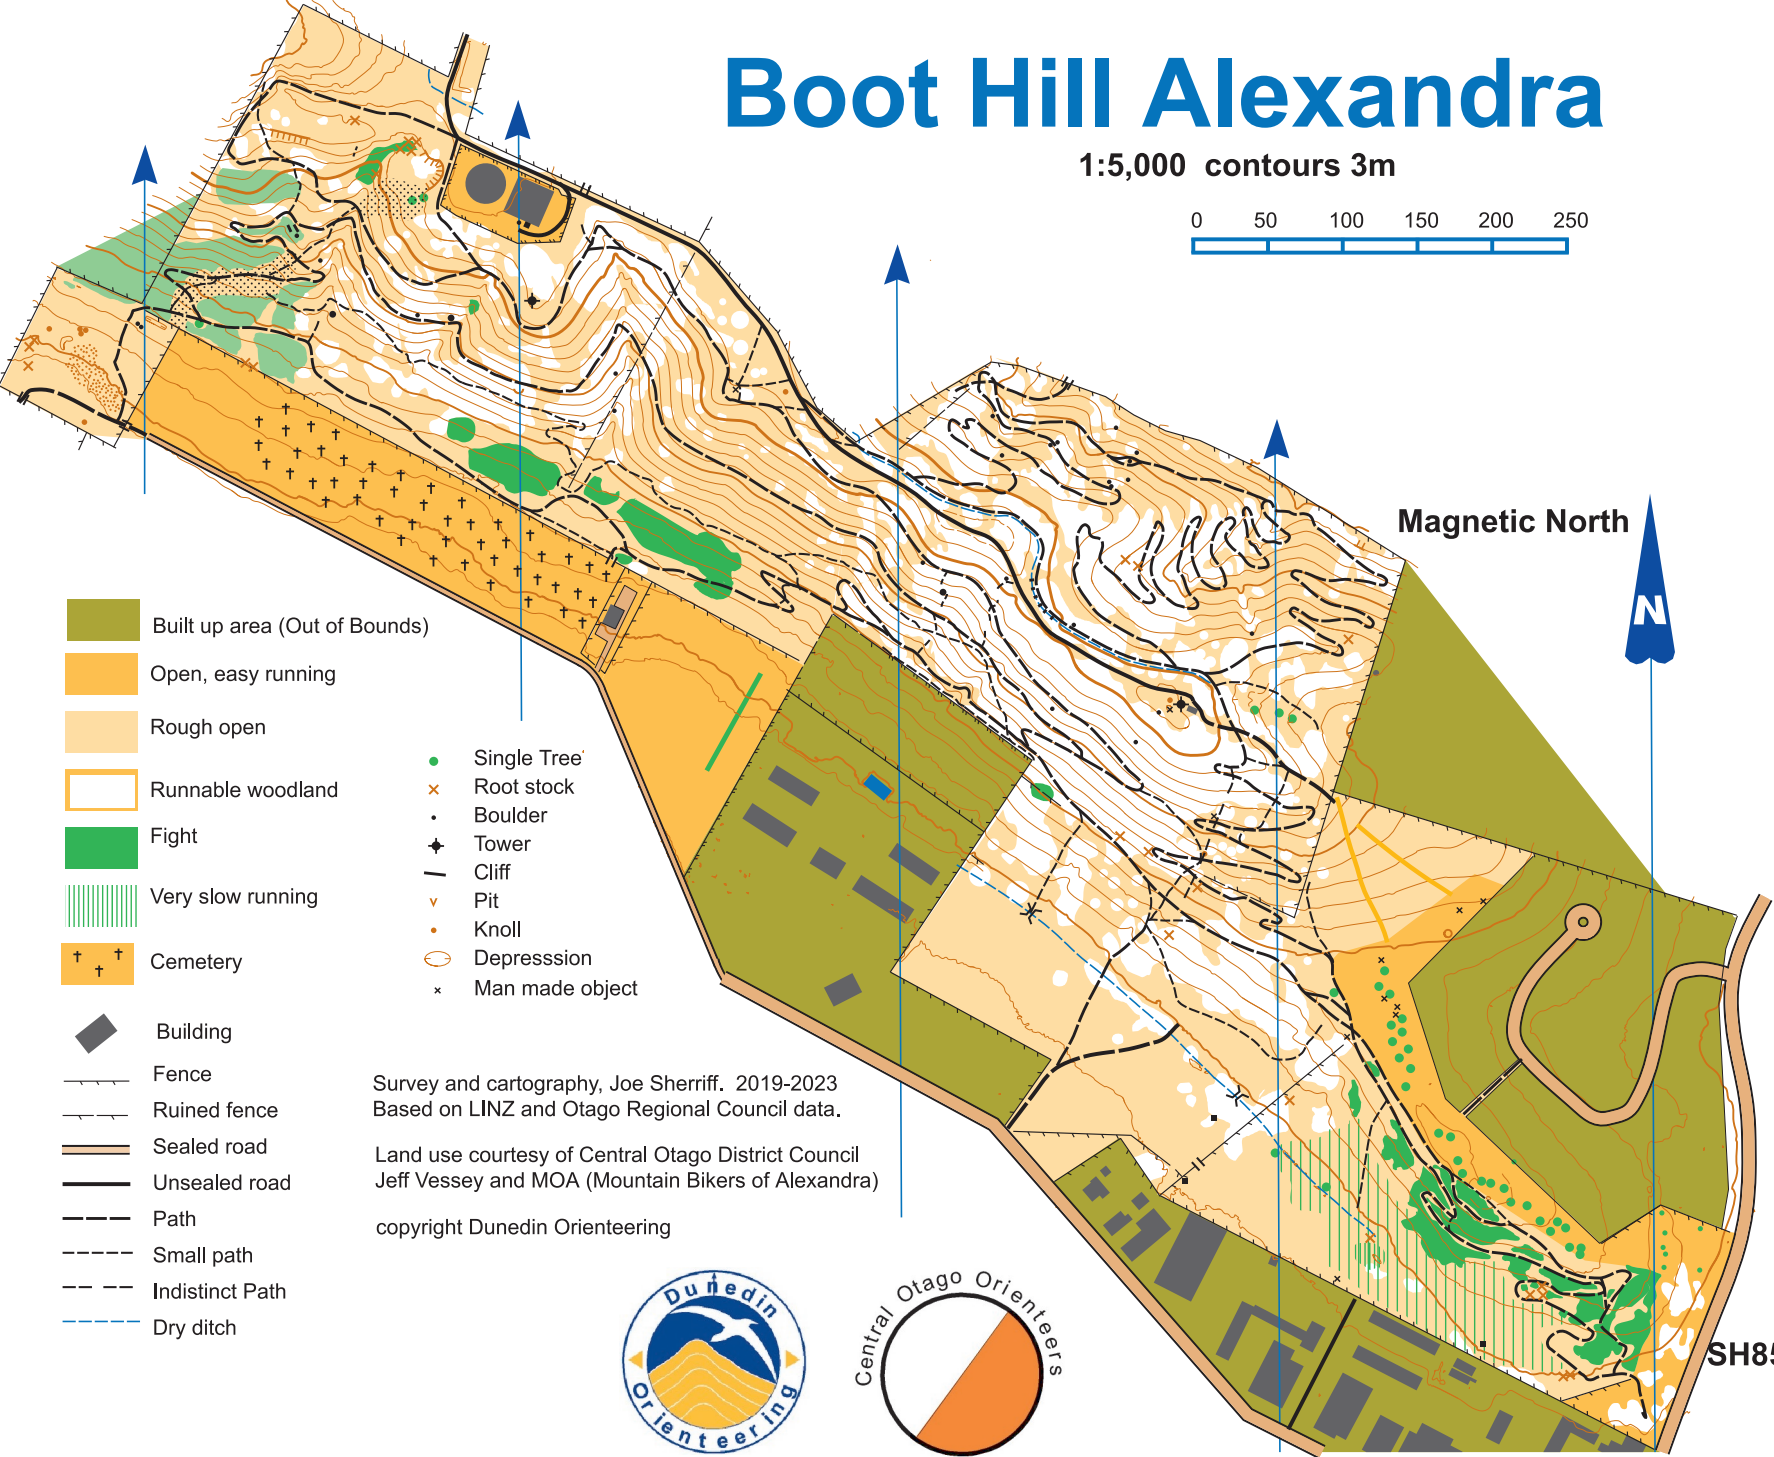 Boot Hill Alexandra
1:5,000 contours 3m
0 50 100 150 200 250
Magnetic North
N
Built up area (Out of Bounds)
Open, easy running
Rough open
Runnable woodland
Fight
Very slow running
Cemetery
Building
Fence
Ruined fence
Sealed road
Unsealed road
Path
Small path
Indistinct Path
Dry ditch
Single Tree
Root stock
Boulder
Tower
Cliff
Pit
Knoll
Depresssion
Man made object
Survey and cartography, Joe Sherriff. 2019-2023
Based on LINZ and Otago Regional Council data.
Land use courtesy of Central Otago District Council
Jeff Vessey and MOA (Mountain Bikers of Alexandra)
copyright Dunedin Orienteering
Dunedin
Orienteering
Central Otago Orienteers
SH85